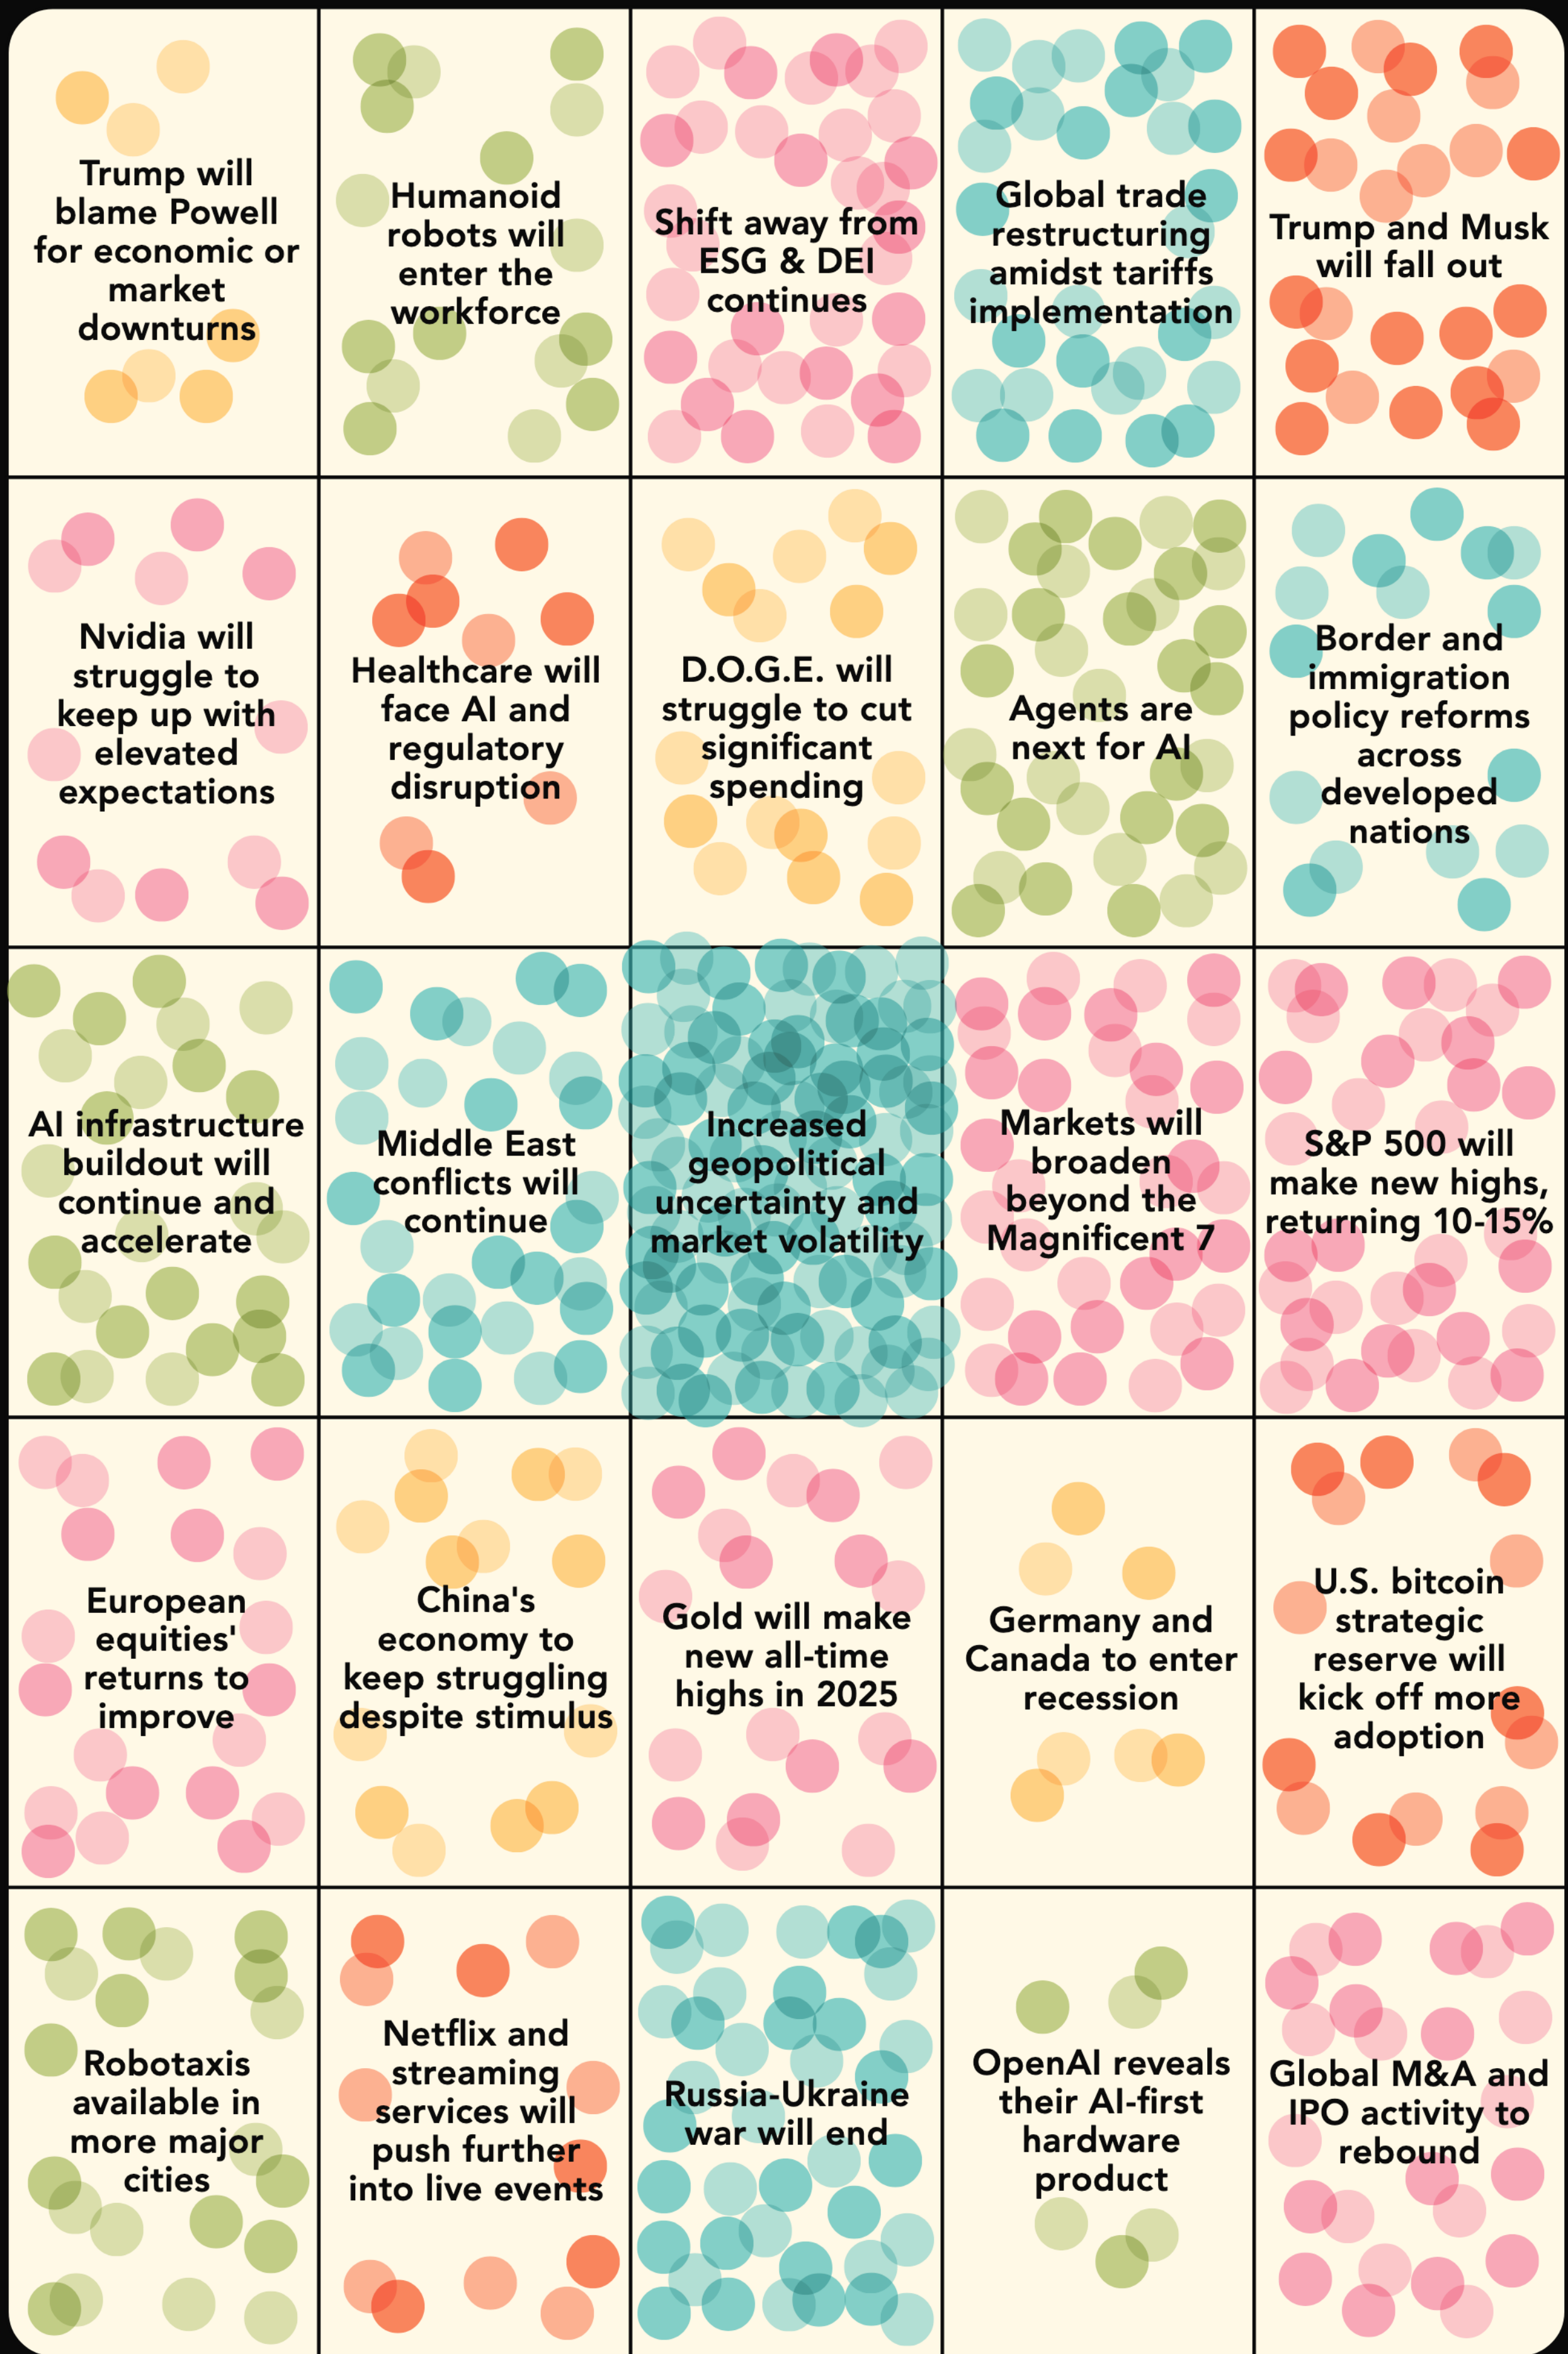 Trump will
blame Powell
for economic or
market
downturns
Humanoid
robots will
enter the
workforce
Shift away from
ESG & DEI
continues
Global trade
restructuring
amidst tariffs
implementation
Trump and Musk
will fall out
Nvidia will
struggle to
keep up with
elevated
expectations
Healthcare will
face AI and
regulatory
disruption
D.O.G.E. will
struggle to cut
significant
spending
Agents are
next for AI
Border and
immigration
policy reforms
across
developed
nations
AI infrastructure
buildout will
continue and
accelerate
Middle East
conflicts will
continue
Increased
geopolitical
uncertainty and
market volatility
Markets will
broaden
beyond the
Magnificent 7
S&P 500 will
make new highs,
returning 10-15%
European
equities'
returns to
improve
China's
economy to
keep struggling
despite stimulus
Gold will make
new all-time
highs in 2025
Germany and
Canada to enter
recession
U.S. bitcoin
strategic
reserve will
kick off more
adoption
Robotaxis
available in
more major
cities
Netflix and
streaming
services will
push further
into live events
Russia-Ukraine
war will end
OpenAI reveals
their AI-first
hardware
product
Global M&A and
IPO activity to
rebound